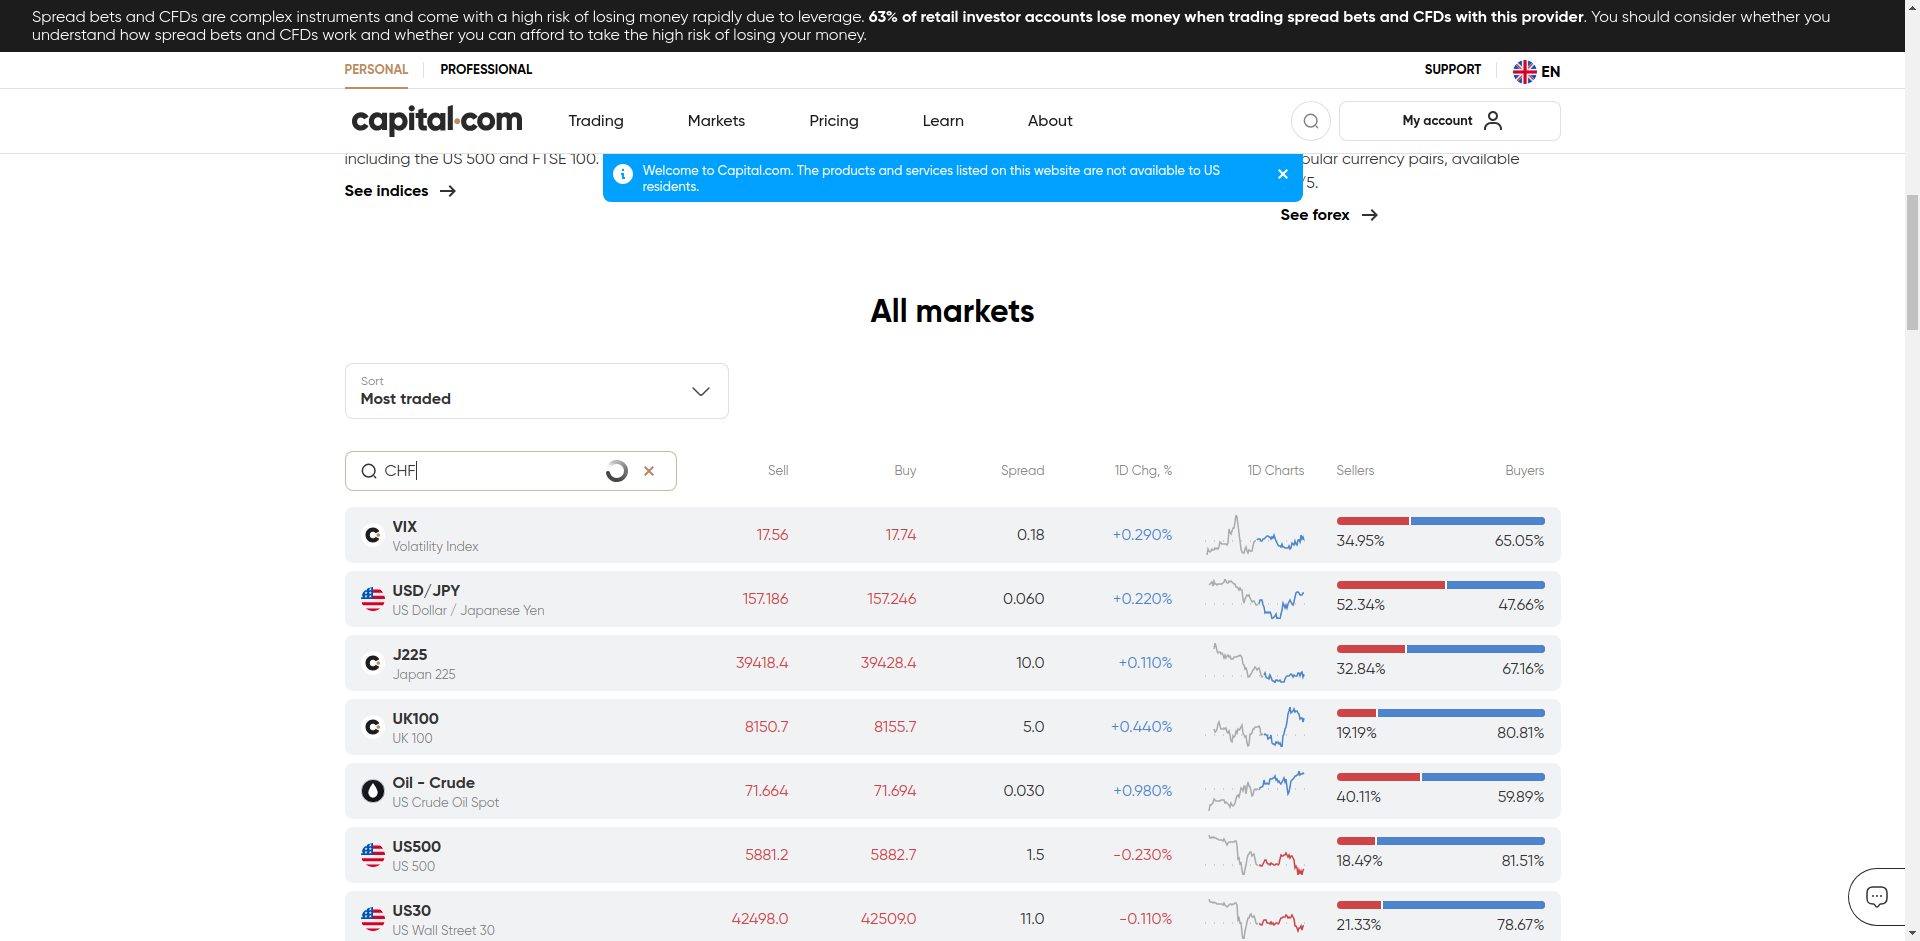 Spread bets and CFDs are complex instruments and come with a high risk of losing money rapidly due to leverage. 63% of retail investor accounts lose money when trading spread bets and CFDs with this provider. You should consider whether you
understand how spread bets and CFDs work and whether you can afford to take the high risk of losing your money.
PERSONAL PROFESSIONAL SUPPORT EN
capital.com Trading Markets Pricing Learn About My account
including the US 500 and FTSE 100.
Welcome to Capital.com. The products and services listed on this website are not available to US
residents.
currency pairs, available
/5.
See indices
See forex
All markets
Sort
Most traded
CHF Sell Buy Spread 1D Chg, % 1D Charts Sellers Buyers
VIX
Volatility Index
17.56 17.74 0.18 +0.290% 34.95% 65.05%
USD/JPY
US Dollar / Japanese Yen
157.186 157.246 0.060 +0.220% 52.34% 47.66%
J225
Japan 225
39418.4 39428.4 10.0 +0.110% 32.84% 67.16%
UK100
UK 100
8150.7 8155.7 5.0 +0.440% 19.19% 80.81%
Oil - Crude
US Crude Oil Spot
71.664 71.694 0.030 +0.980% 40.11% 59.89%
US500
US 500
5881.2 5882.7 1.5 -0.230% 18.49% 81.51%
US30
US Wall Street 30
42498.0 42509.0 11.0 -0.110% 21.33% 78.67%